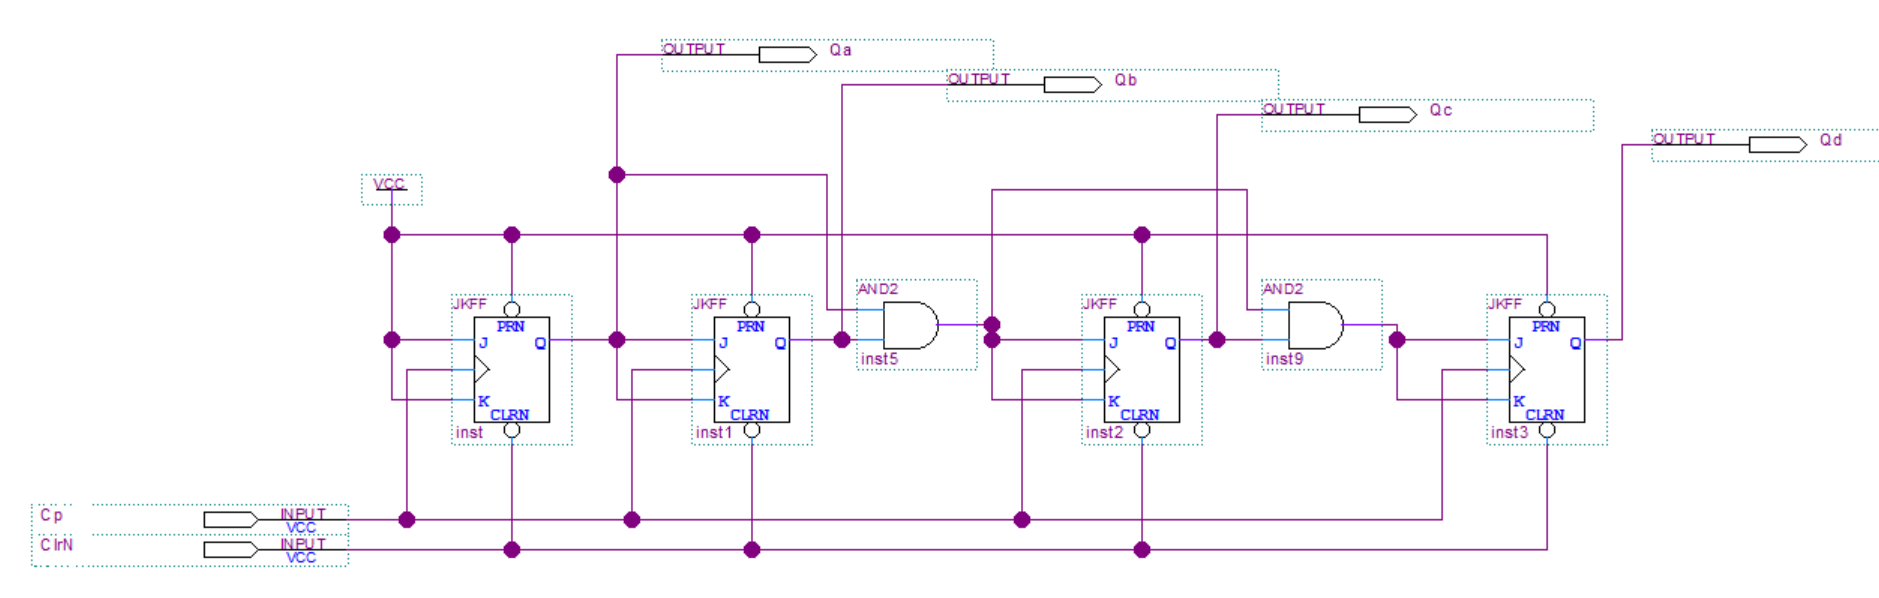 OUTPUT Qa
OUTPUT Qb
OUTPUT Qc
OUTPUT Qd
VCC
JKFF
PRN
J Q
K
CLRN
inst
JKFF
PRN
J Q
K
CLRN
inst1
AND2
inst5
JKFF
PRN
J Q
K
CLRN
inst2
AND2
inst9
JKFF
PRN
J Q
K
CLRN
inst3
Cp INPUT
VCC
ClrN INPUT
VCC